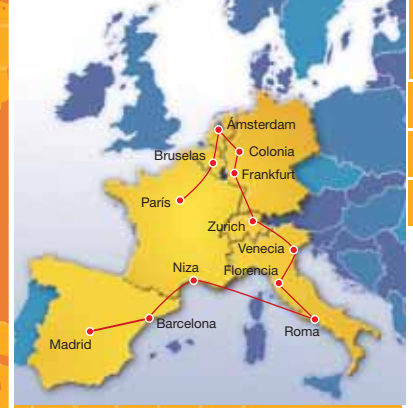 Ámsterdam
Bruselas
Colonia
Frankfurt
París
Zurich
Venecia
Niza
Florencia
Barcelona
Roma
Madrid